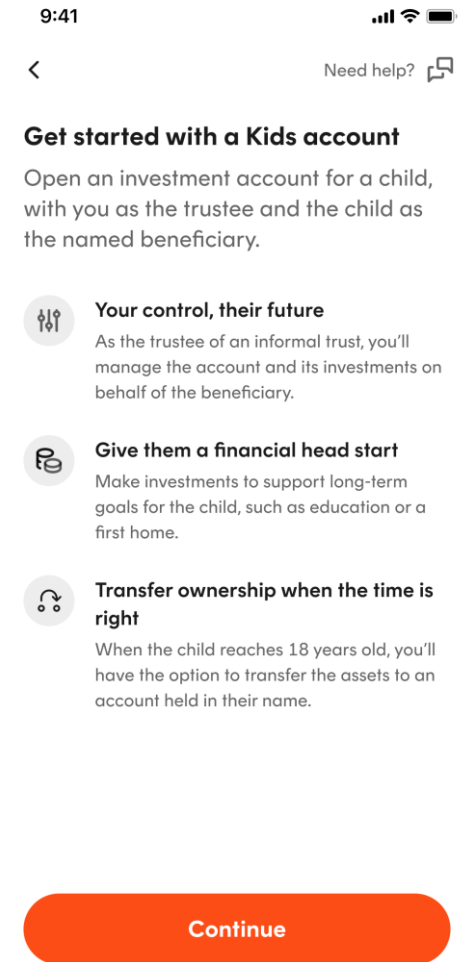 9:41
Need help?
Get started with a Kids account
Open an investment account for a child,
with you as the trustee and the child as
the named beneficiary.
Your control, their future
As the trustee of an informal trust, you'll
manage the account and its investments on
behalf of the beneficiary.
Give them a financial head start
Make investments to support long-term
goals for the child, such as education or a
first home.
Transfer ownership when the time is
right
When the child reaches 18 years old, you'll
have the option to transfer the assets to an
account held in their name.
Continue